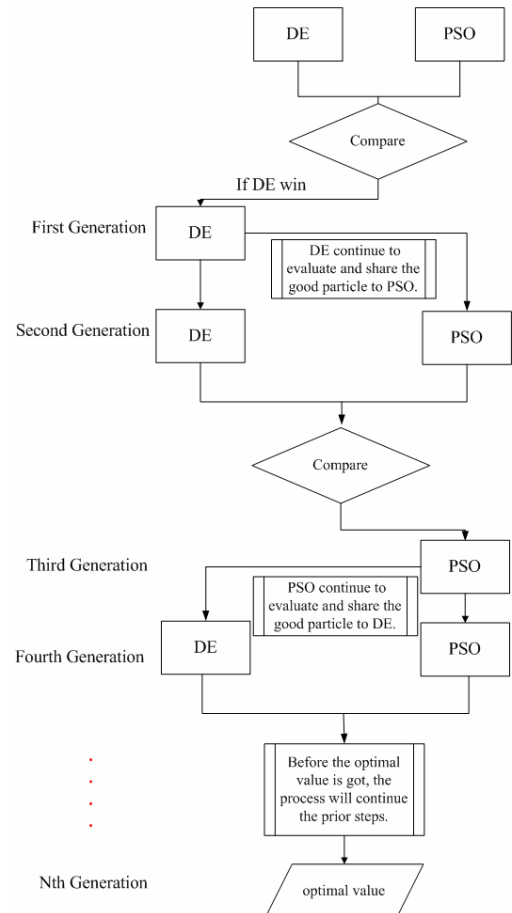 DE
PSO
Compare
If DE win
First Generation
DE
DE continue to
evaluate and share the
good particle to PSO.
Second Generation
DE
PSO
Compare
Third Generation
PSO
PSO continue to
evaluate and share the
good particle to DE.
Fourth Generation
DE
PSO
Before the optimal
value is got, the
process will continue
the prior steps.
Nth Generation
optimal value